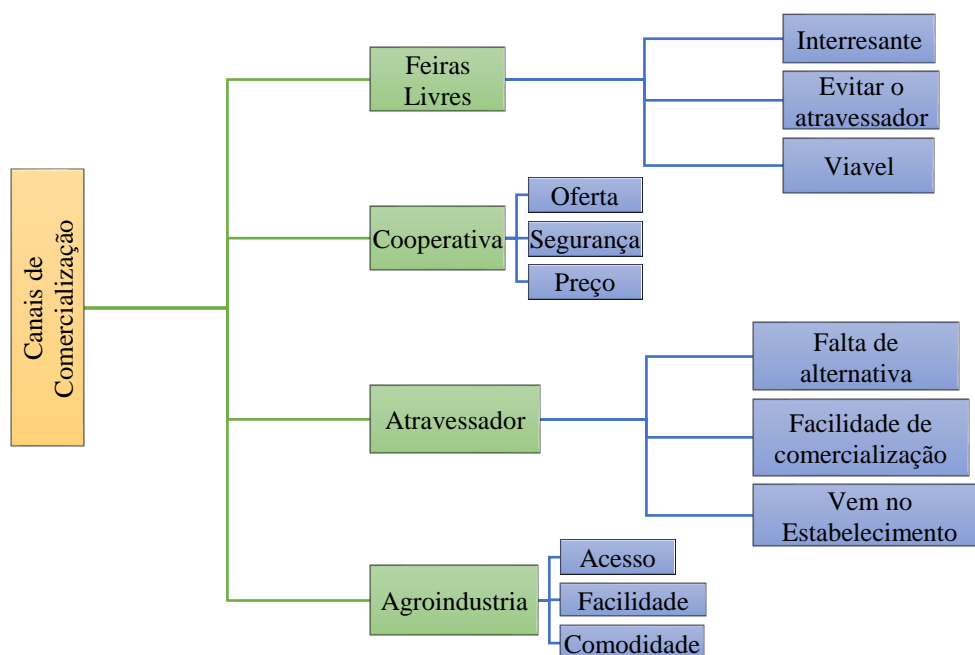 Canais de
Comercialização
Feiras
Livres
Interresante
Evitar o
atravessador
Viavel
Cooperativa
Oferta
Segurança
Preço
Atravessador
Falta de
alternativa
Facilidade de
comercialização
Vem no
Estabelecimento
Agroindustria
Acesso
Facilidade
Comodidade